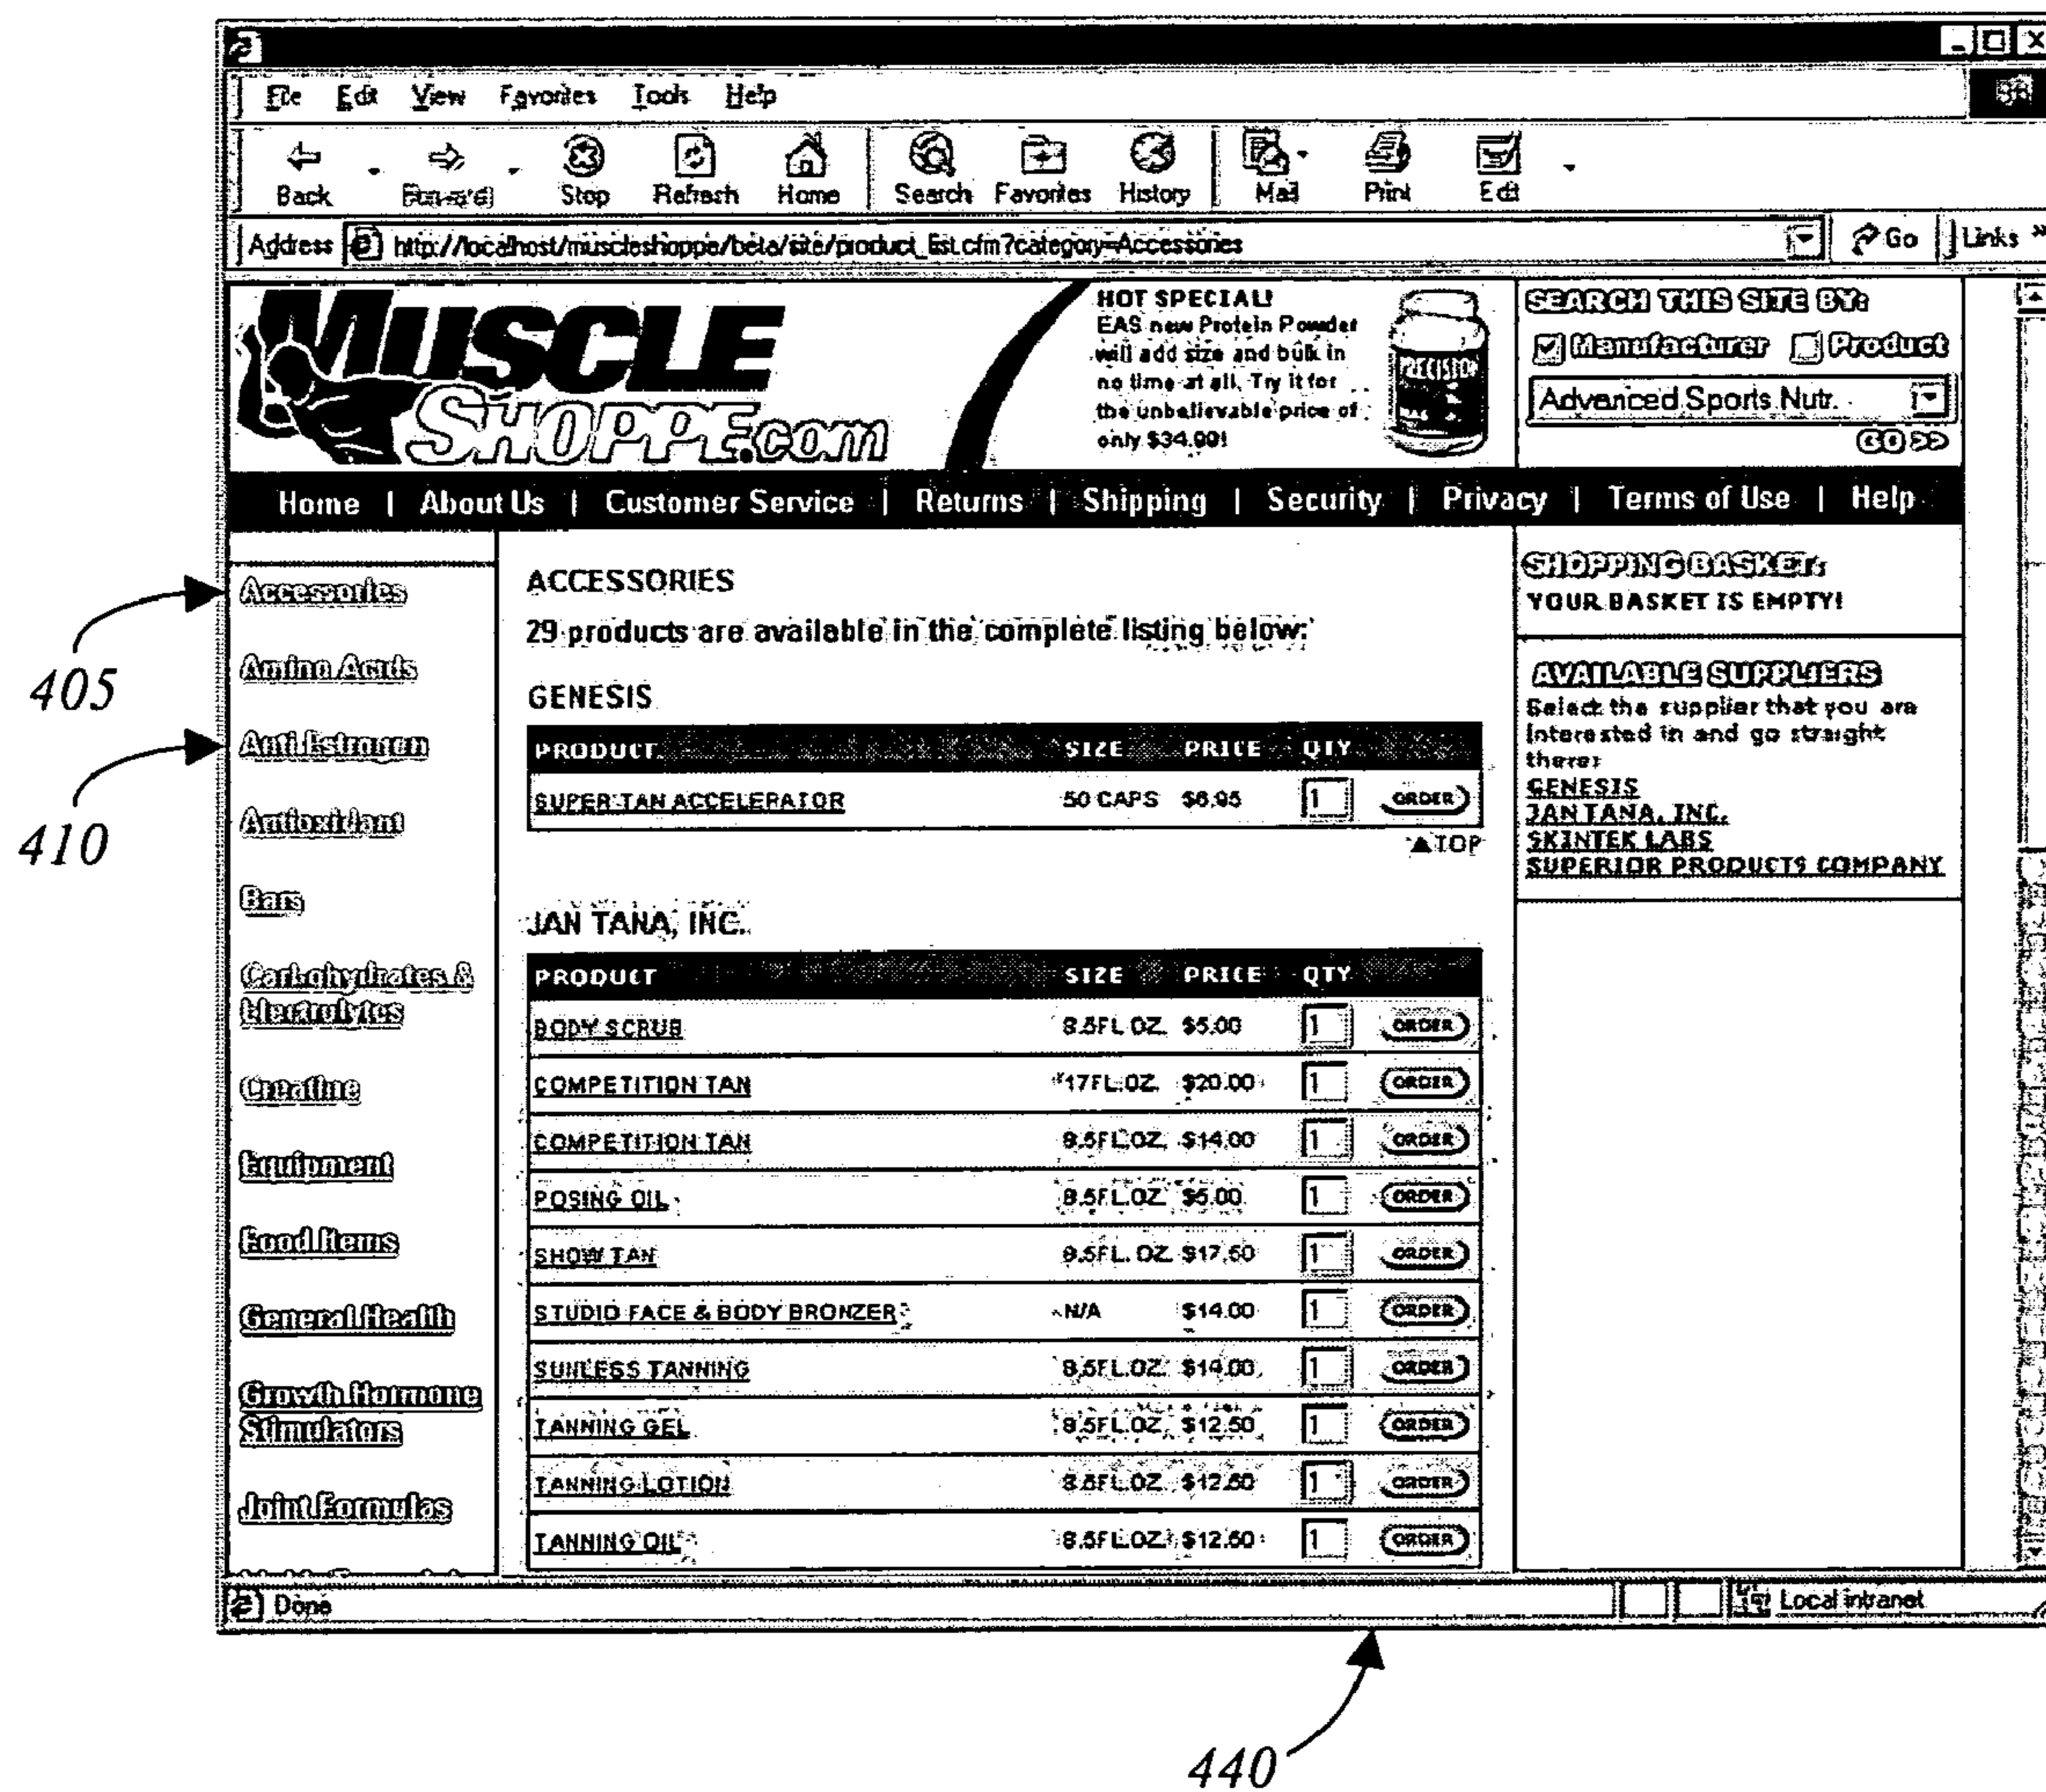 File Edit View Favorites Tools Help
Back Forward Stop Refresh Home Search Favorites History Mail Print Edit
Address http://localhost/muscleshoppe/beta/site/product_list.cfm?category=Accessories Go Links »
MUSCLE
SHOPPE.com
HOT SPECIAL!
EAS new Protein Powder
will add size and bulk in
no time at all. Try it for
the unbelievable price of
only $34.99!
PRECISION
SEARCH THIS SITE BY:
Manufacturer Product
Advanced Sports Nutr.
GO >>
Home | About Us | Customer Service | Returns | Shipping | Security | Privacy | Terms of Use | Help
405
410
Accessories
Amino Acids
Anti Estrogen
Antioxidant
Bars
Carbohydrates &
Electrolytes
Creatine
Equipment
Food Items
General Health
Growth Hormone
Stimulators
Joint Formulas
ACCESSORIES
29 products are available in the complete listing below:
GENESIS
PRODUCT SIZE PRICE QTY
SUPER TAN ACCELERATOR 50 CAPS $6.95 1 ORDER
▲TOP
JAN TANA, INC.
PRODUCT SIZE PRICE QTY
BODY SCRUB 8.5FL OZ. $5.00 1 ORDER
COMPETITION TAN 17FL.OZ. $20.00 1 ORDER
COMPETITION TAN 8.5FL.OZ. $14.00 1 ORDER
POSING OIL 8.5FL.OZ. $5.00 1 ORDER
SHOW TAN 8.5FL. OZ. $17.50 1 ORDER
STUDIO FACE & BODY BRONZER N/A $14.00 1 ORDER
SUNLESS TANNING 8.5FL.OZ. $14.00 1 ORDER
TANNING GEL 8.5FL.OZ. $12.50 1 ORDER
TANNING LOTION 8.5FL.OZ. $12.50 1 ORDER
TANNING OIL 8.5FL.OZ. $12.50 1 ORDER
SHOPPING BASKET:
YOUR BASKET IS EMPTY!
AVAILABLE SUPPLIERS
Select the supplier that you are
interested in and go straight
there:
GENESIS
JAN TANA, INC.
SKINTEK LABS
SUPERIOR PRODUCTS COMPANY
Done Local intranet
440